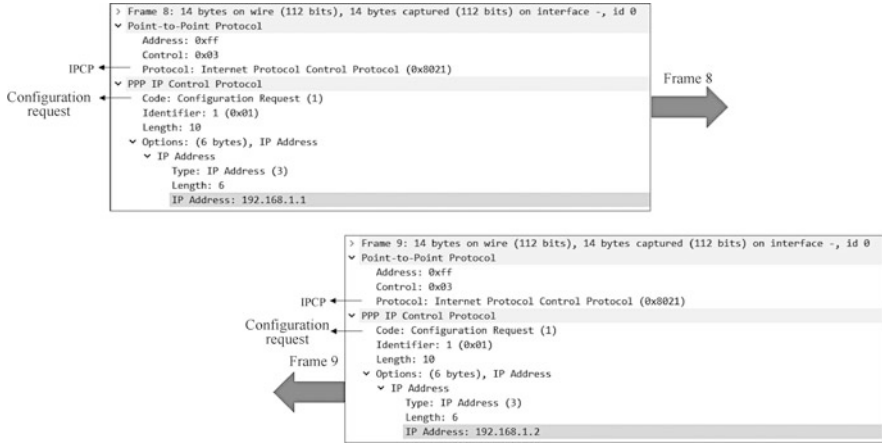 > Frame 8: 14 bytes on wire (112 bits), 14 bytes captured (112 bits) on interface -, id 0
Point-to-Point Protocol
Address: 0xff
Control: 0x03
IPCP
Protocol: Internet Protocol Control Protocol (0x8021)
PPP IP Control Protocol
Configuration
request
Code: Configuration Request (1)
Identifier: 1 (0x01)
Length: 10
Options: (6 bytes), IP Address
IP Address
Type: IP Address (3)
Length: 6
IP Address: 192.168.1.1
Frame 8
> Frame 9: 14 bytes on wire (112 bits), 14 bytes captured (112 bits) on interface -, id 0
Point-to-Point Protocol
Address: 0xff
Control: 0x03
IPCP
Protocol: Internet Protocol Control Protocol (0x8021)
PPP IP Control Protocol
Configuration
request
Code: Configuration Request (1)
Identifier: 1 (0x01)
Length: 10
Frame 9
Options: (6 bytes), IP Address
IP Address
Type: IP Address (3)
Length: 6
IP Address: 192.168.1.2